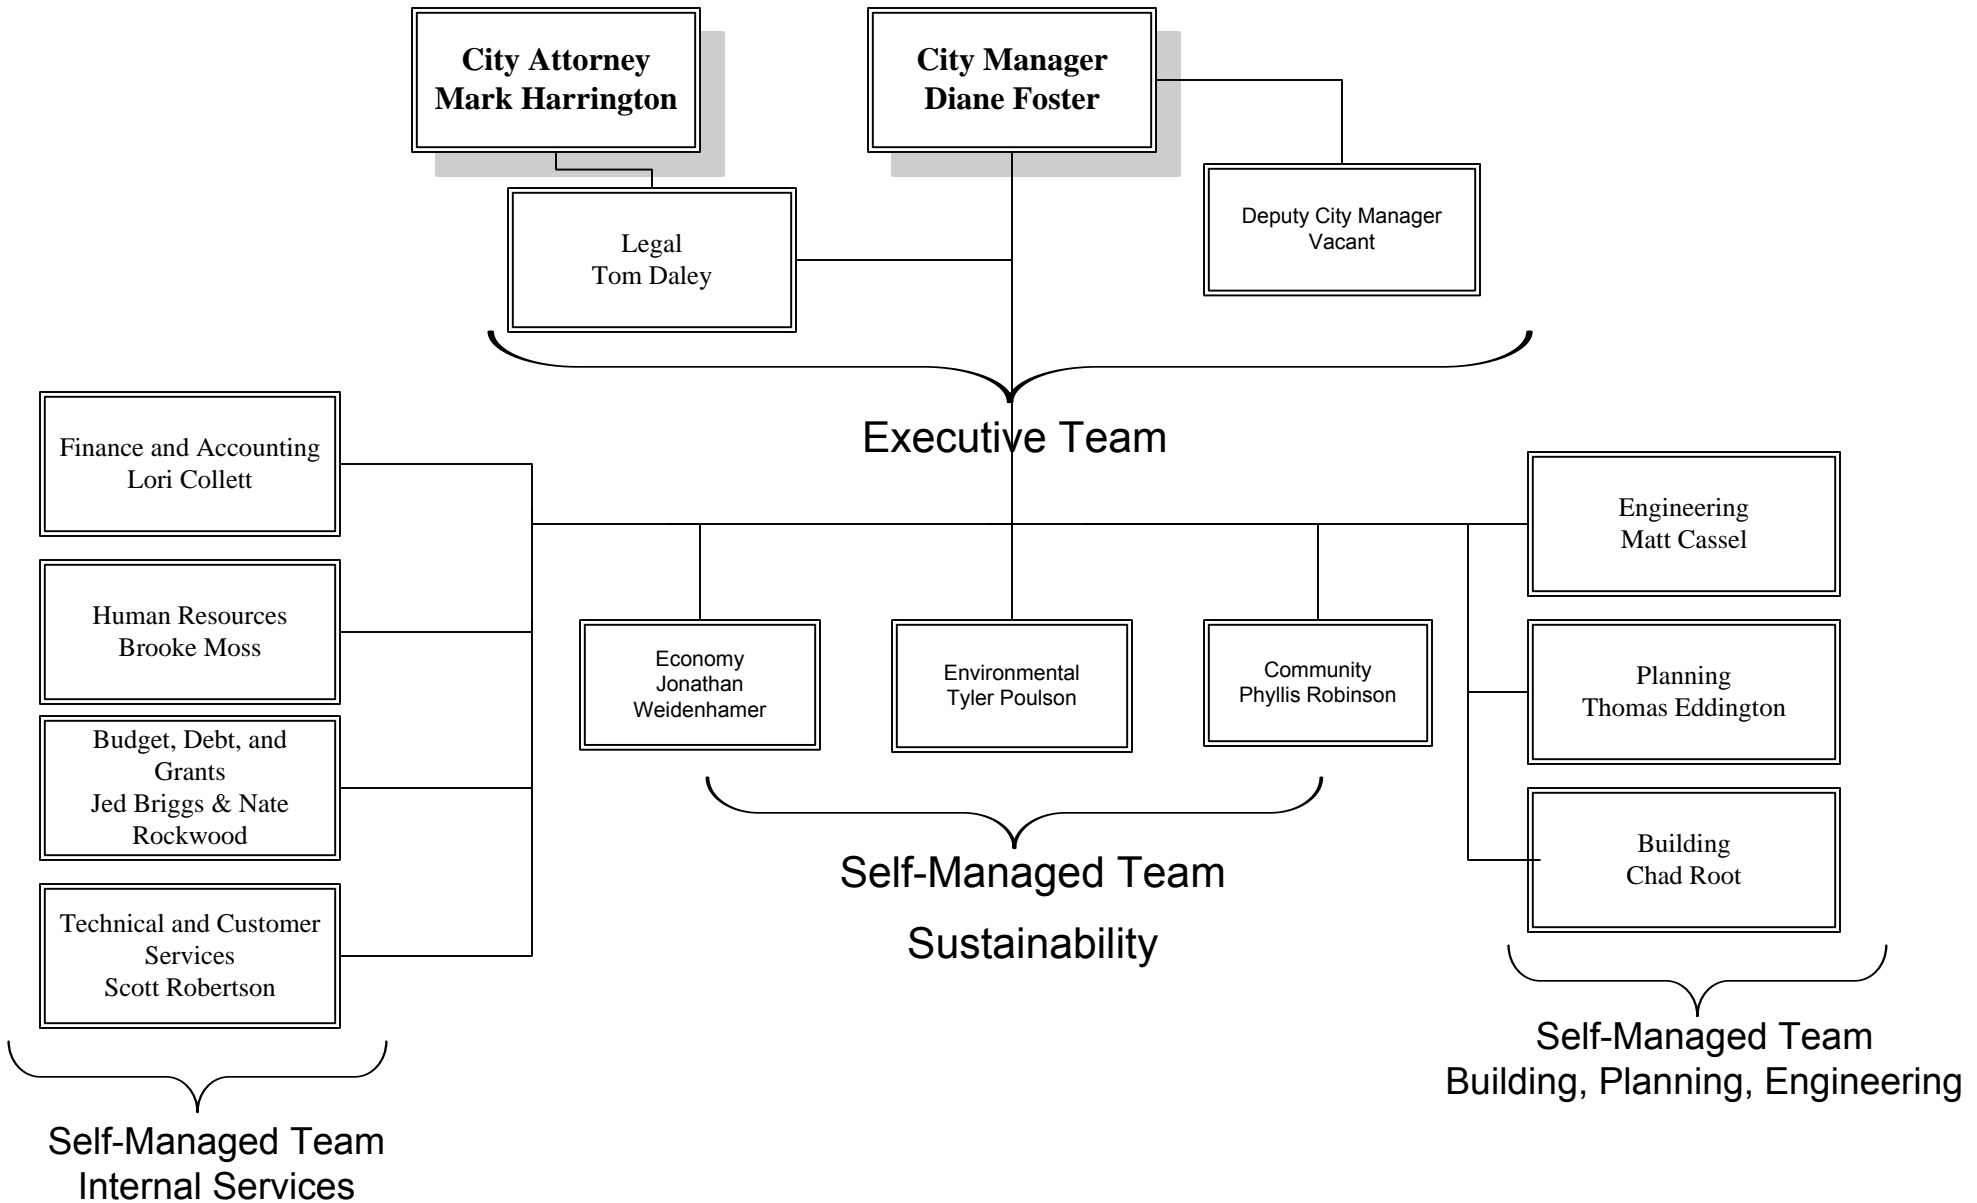 City Attorney
Mark Harrington
City Manager
Diane Foster
Legal
Tom Daley
Deputy City Manager
Vacant
Executive Team
Finance and Accounting
Lori Collett
Human Resources
Brooke Moss
Budget, Debt, and
Grants
Jed Briggs & Nate
Rockwood
Technical and Customer
Services
Scott Robertson
Self-Managed Team
Internal Services
Economy
Jonathan
Weidenhamer
Environmental
Tyler Poulson
Community
Phyllis Robinson
Self-Managed Team
Sustainability
Engineering
Matt Cassel
Planning
Thomas Eddington
Building
Chad Root
Self-Managed Team
Building, Planning, Engineering